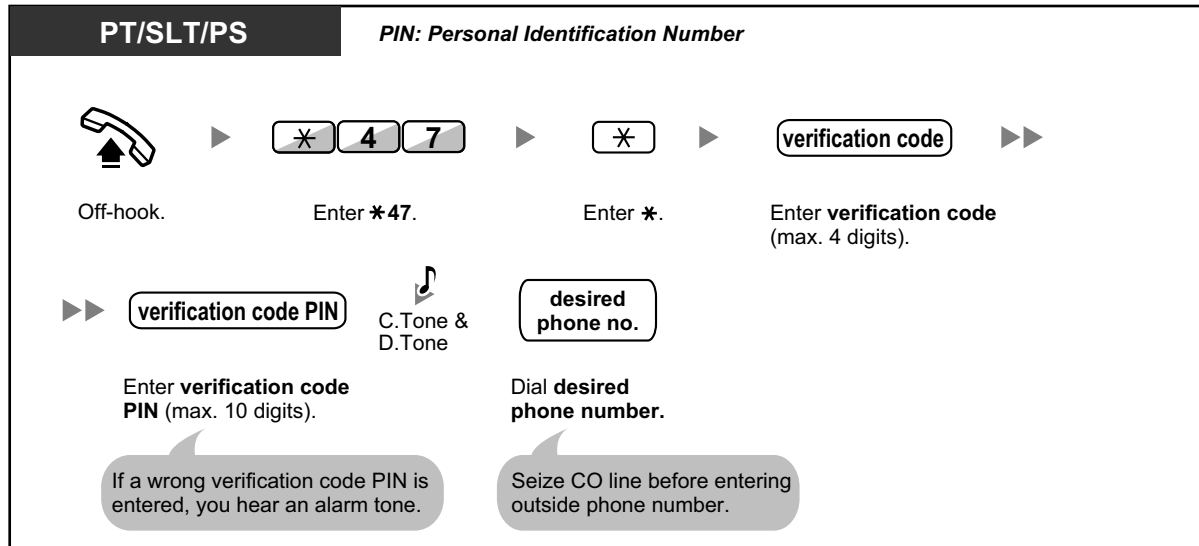 PT/SLT/PS
PIN: Personal Identification Number
* 4 7
*
verification code
Off-hook.
Enter *47.
Enter *.
Enter verification code
(max. 4 digits).
verification code PIN
C.Tone &
D.Tone
desired
phone no.
Enter verification code
PIN (max. 10 digits).
Dial desired
phone number.
If a wrong verification code PIN is
entered, you hear an alarm tone.
Seize CO line before entering
outside phone number.